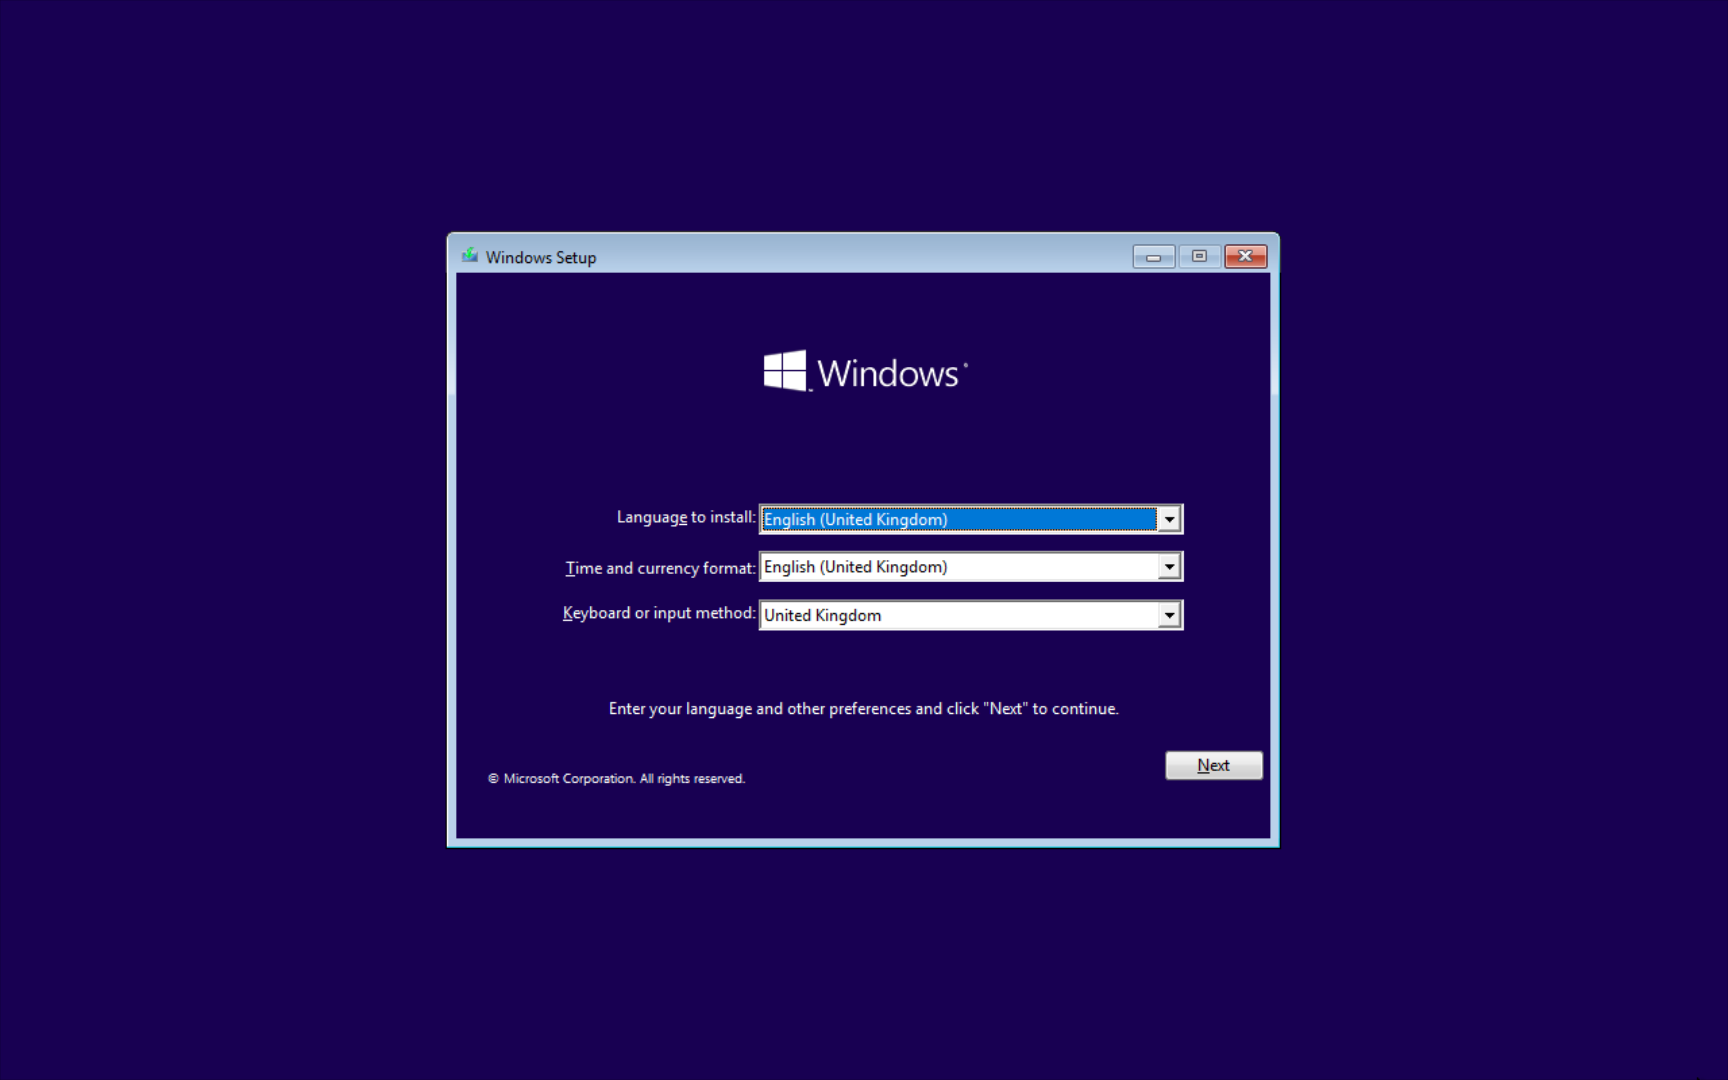 Windows Setup
Windows
Language to install: English (United Kingdom)
Time and currency format: English (United Kingdom)
Keyboard or input method: United Kingdom
Enter your language and other preferences and click "Next" to continue.
Next
© Microsoft Corporation. All rights reserved.